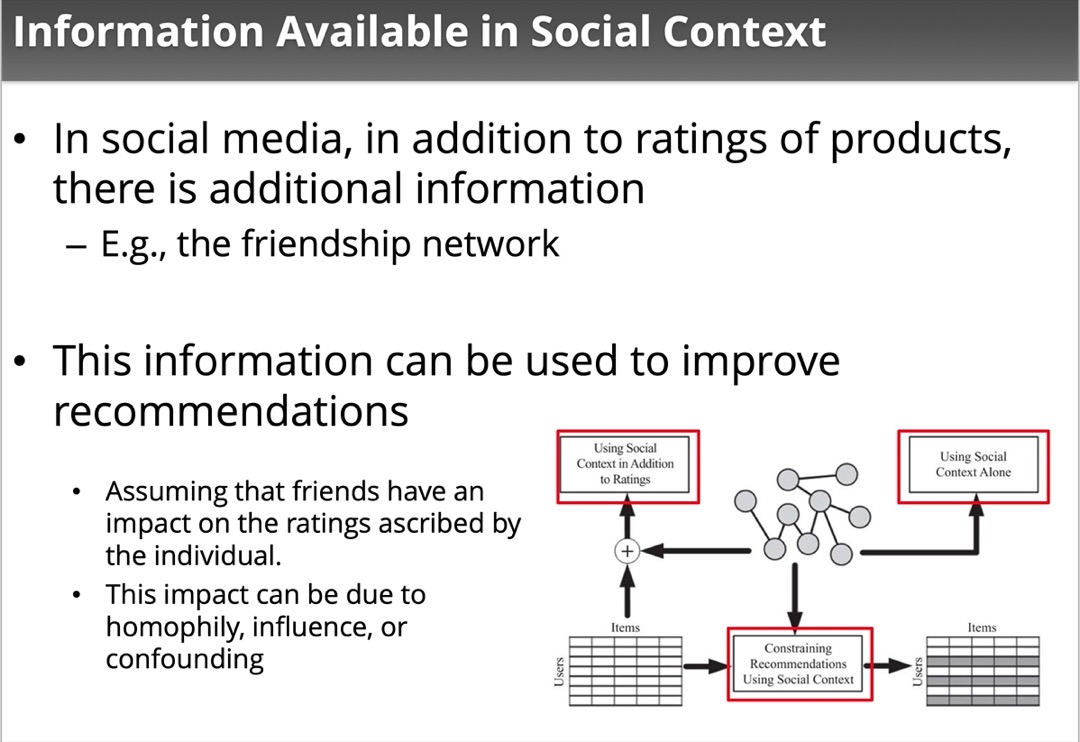 Information Available in Social Context
• In social media, in addition to ratings of products,
there is additional information
– E.g., the friendship network
• This information can be used to improve
recommendations
• Assuming that friends have an
impact on the ratings ascribed by
the individual.
• This impact can be due to
homophily, influence, or
confounding
Using Social
Context in Addition
to Ratings
Using Social
Context Alone
+
Items
Users
Constraining
Recommendations
Using Social Context
Items
Users